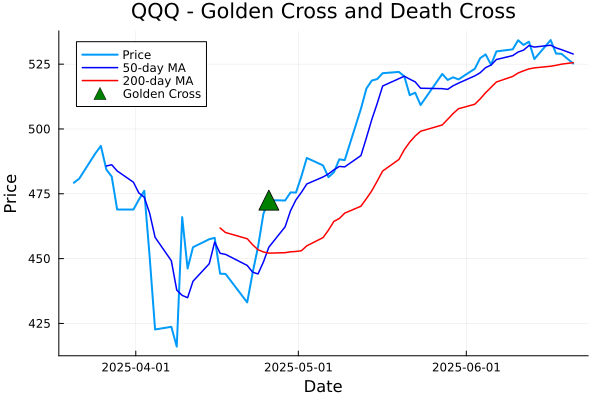 QQQ - Golden Cross and Death Cross
Price
50-day MA
200-day MA
Golden Cross
525
500
475
450
425
Price
2025-04-01
2025-05-01
2025-06-01
Date